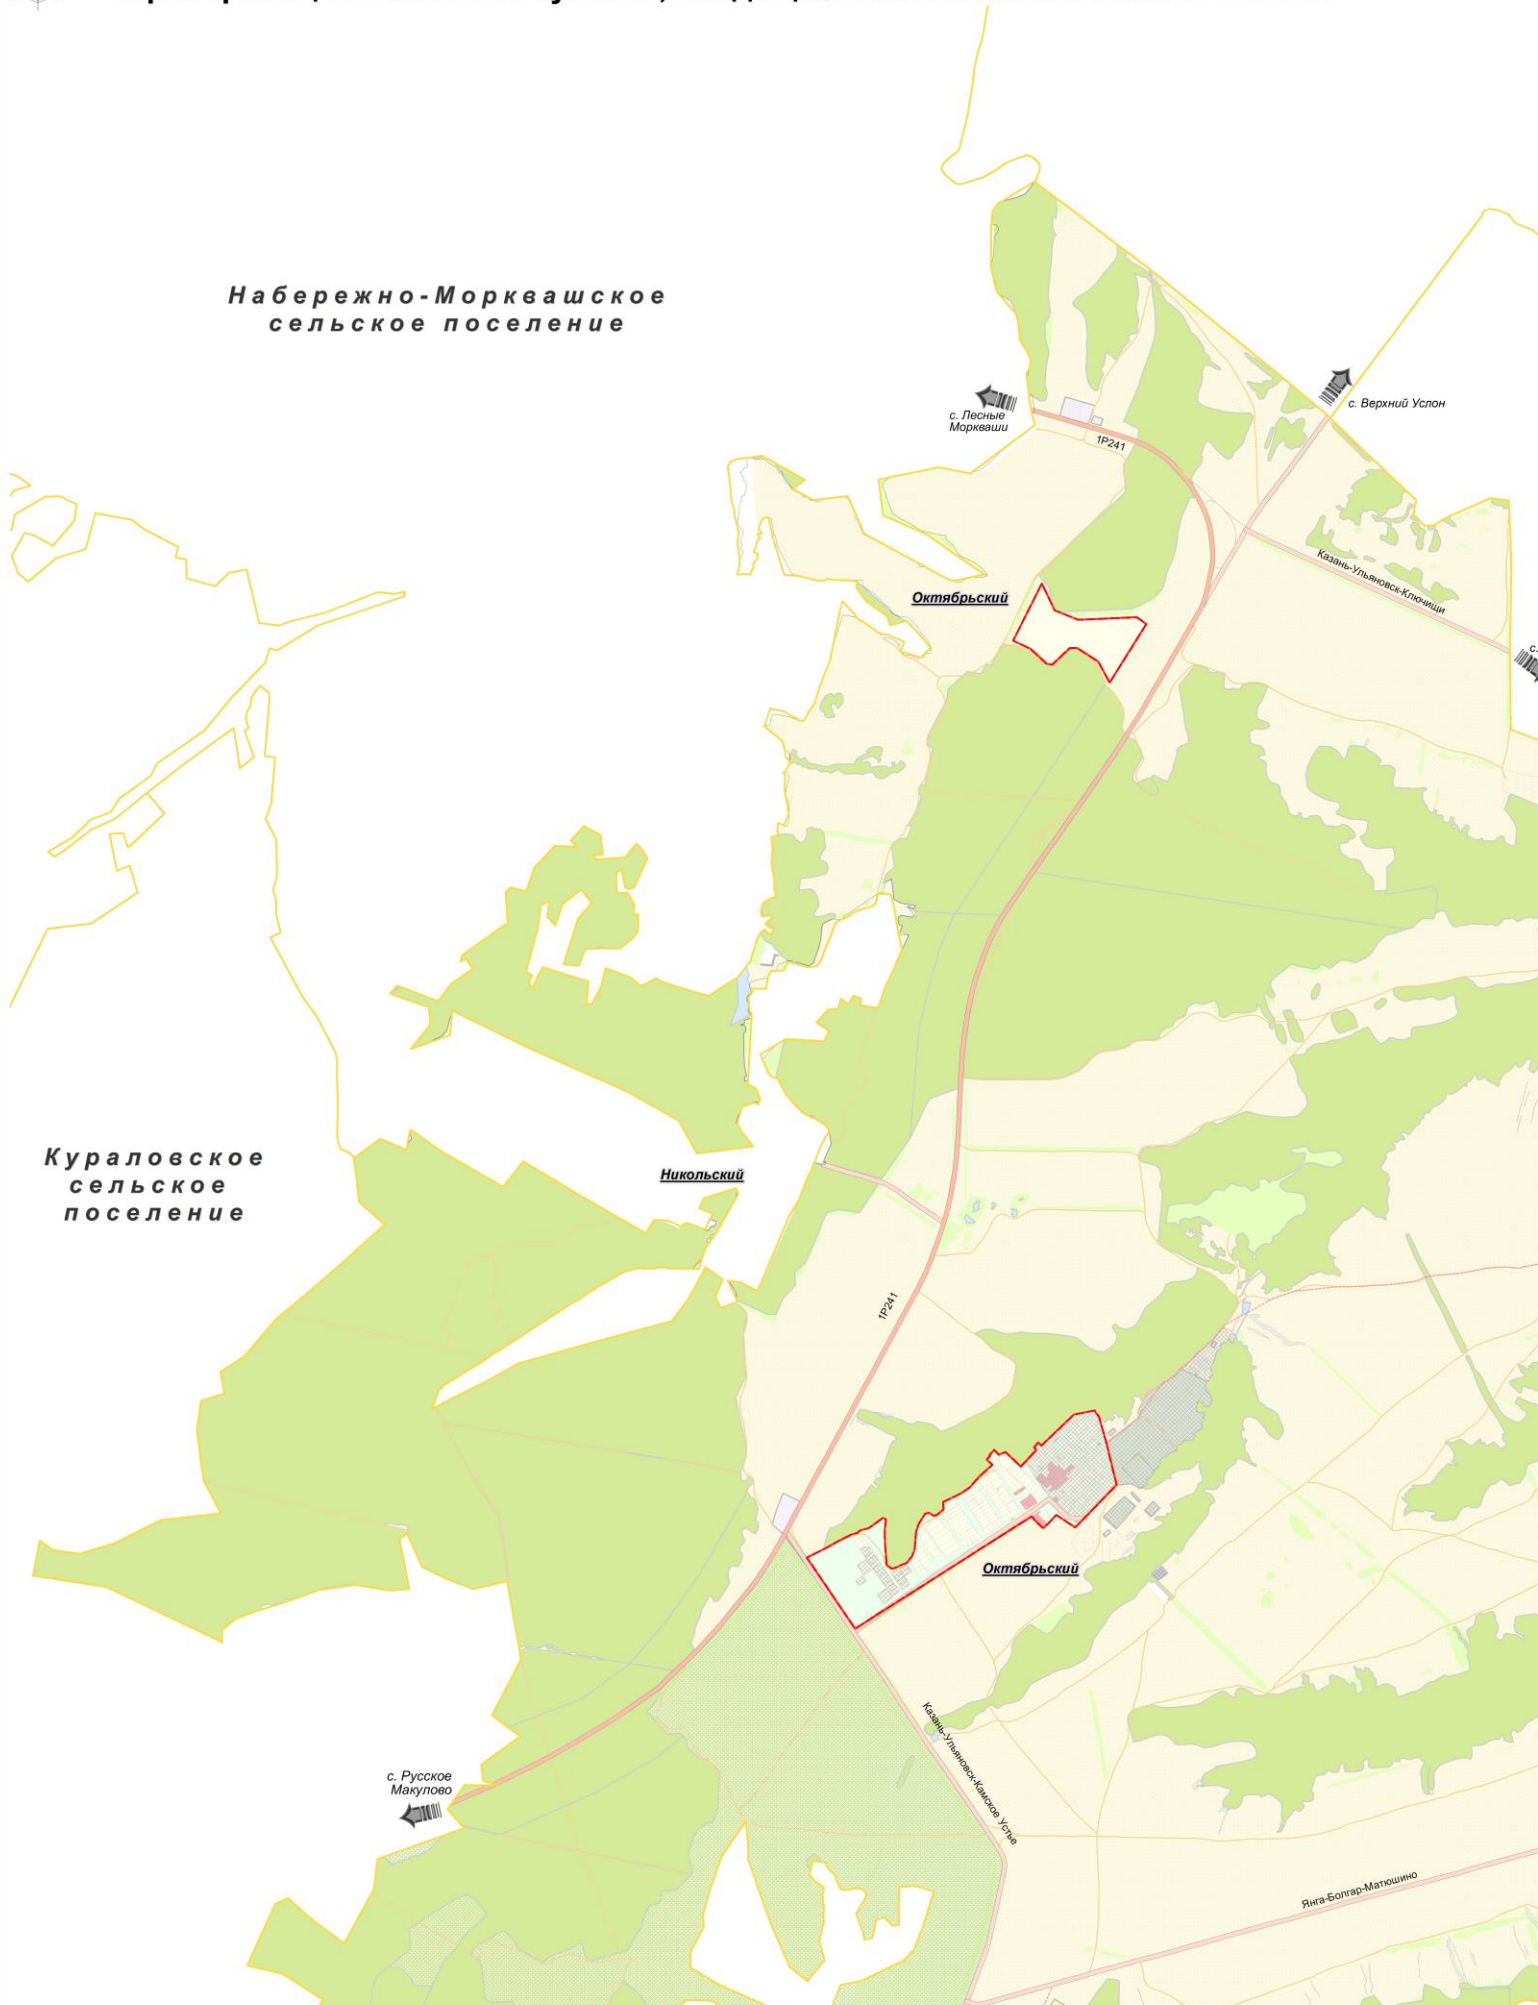 Набережно-Морквашское
сельское поселение
с. Верхний Услон
с. Лесные
Моркваши
1Р241
Казань-Ульяновск-Ключищи
Октябрьский
с.
Кураловское
сельское
поселение
Никольский
1Р241
Октябрьский
Казань-Ульяновск-Камское Устье
с. Русское
Макулово
Янга-Болгар-Матюшино